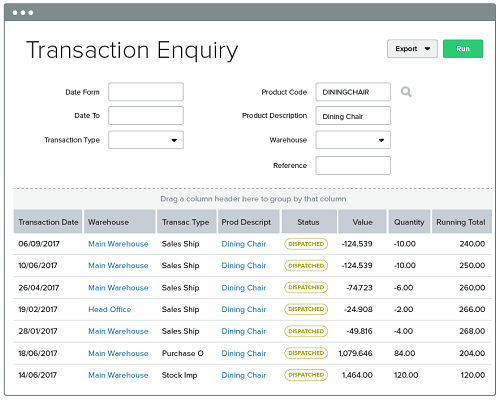 Transaction Enquiry
Export
Run
Date Form
Product Code DININGCHAIR
Date To
Product Description Dining Chair
Transaction Type
Warehouse
Reference
Drag a column header here to group by that column
Transaction Date Warehouse Transac Type Prod Descript Status Value Quantity Running Total
06/09/2017 Main Warehouse Sales Ship Dining Chair DISPATCHED -124.539 -10.00 240.00
10/06/2017 Main Warehouse Sales Ship Dining Chair DISPATCHED -124.539 -10.00 250.00
26/04/2017 Main Warehouse Sales Ship Dining Chair DISPATCHED -74.723 -6.00 260.00
19/02/2017 Head Office Sales Ship Dining Chair DISPATCHED -24.908 -2.00 266.00
28/01/2017 Main Warehouse Sales Ship Dining Chair DISPATCHED -49.816 -4.00 268.00
18/06/2017 Main Warehouse Purchase O Dining Chair DISPATCHED 1,079.646 84.00 204.00
14/06/2017 Main Warehouse Stock Imp Dining Chair DISPATCHED 1,464.00 120.00 120.00